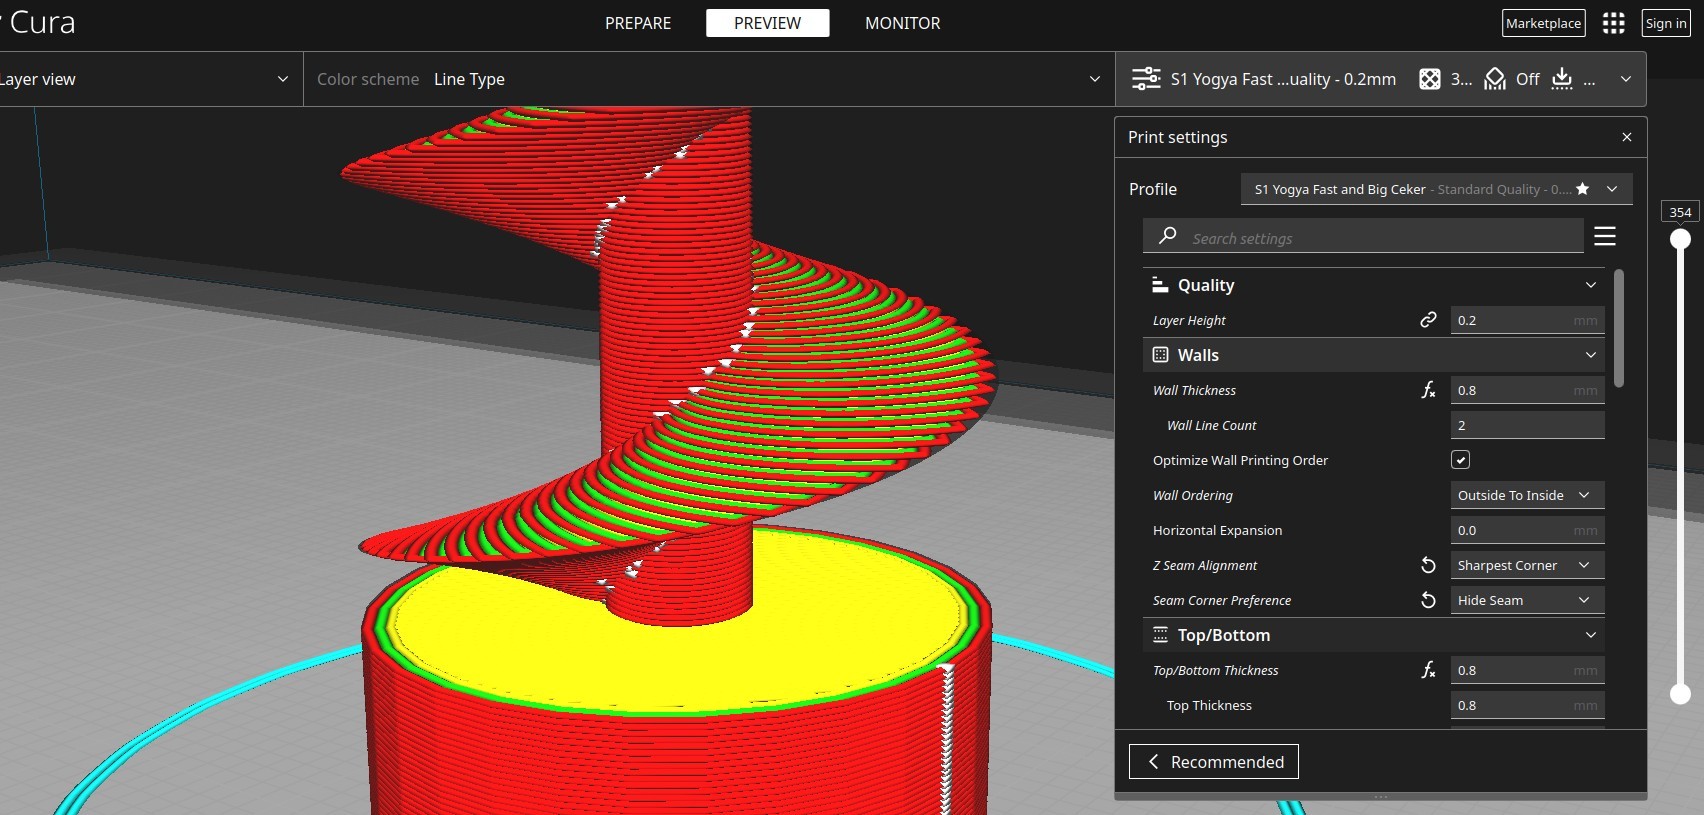 Cura
PREPARE
PREVIEW
MONITOR
Marketplace
Sign in
Layer view
Color scheme Line Type
S1 Yogya Fast ...uality - 0.2mm
3...
Off
...
Print settings
Profile
S1 Yogya Fast and Big Ceker - Standard Quality - 0....
354
Search settings
Quality
Layer Height 0.2 mm
Walls
Wall Thickness 0.8 mm
Wall Line Count 2
Optimize Wall Printing Order
Wall Ordering Outside To Inside
Horizontal Expansion 0.0 mm
Z Seam Alignment Sharpest Corner
Seam Corner Preference Hide Seam
Top/Bottom
Top/Bottom Thickness 0.8 mm
Top Thickness 0.8 mm
Recommended